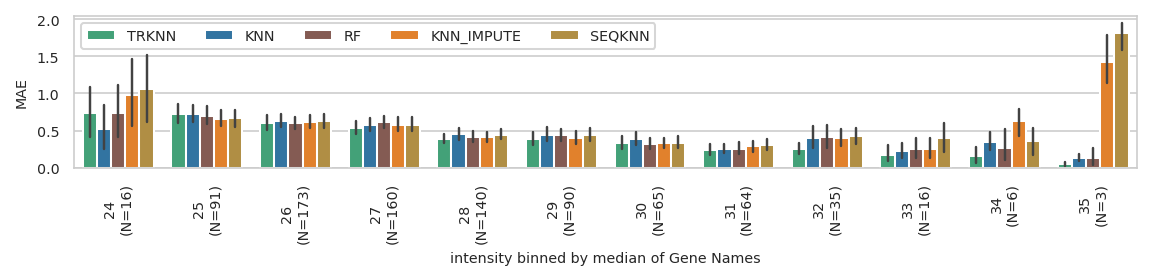 TRKNN KNN RF KNN_IMPUTE SEQKNN
MAE
2.0
1.5
1.0
0.5
0.0
24 (N=16)
25 (N=91)
26 (N=173)
27 (N=160)
28 (N=140)
29 (N=90)
30 (N=65)
31 (N=64)
32 (N=35)
33 (N=16)
34 (N=6)
35 (N=3)
intensity binned by median of Gene Names